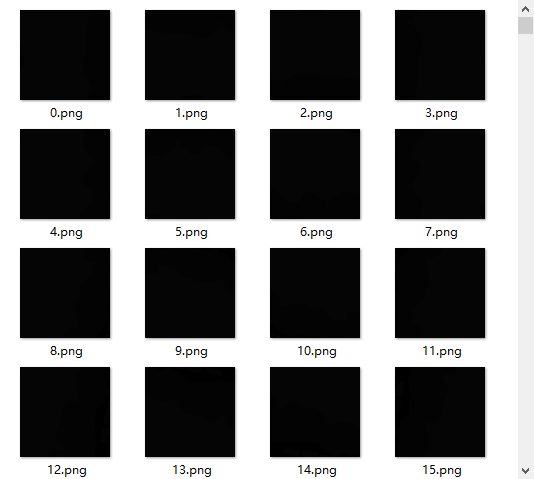 0.png 1.png 2.png 3.png
4.png 5.png 6.png 7.png
8.png 9.png 10.png 11.png
12.png 13.png 14.png 15.png